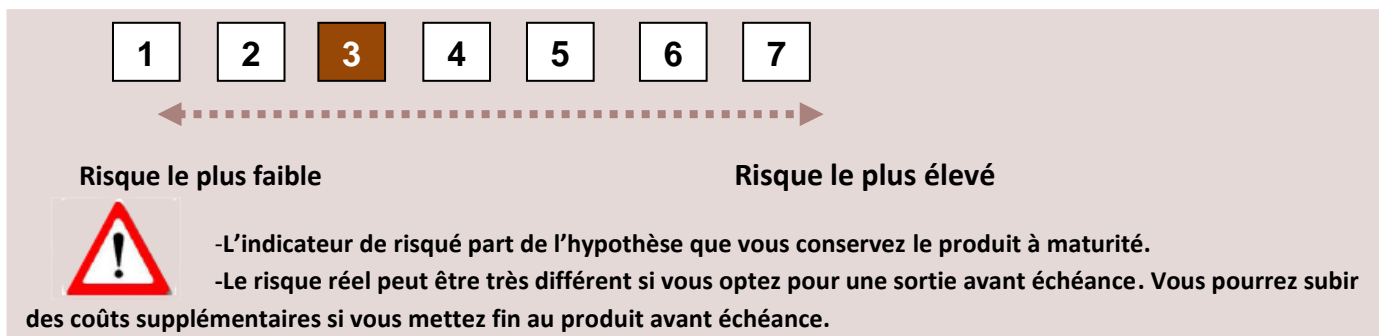 1 2 3 4 5 6 7
Risque le plus faible Risque le plus élevé
-L’indicateur de risqué part de l’hypothèse que vous conservez le produit à maturité.
-Le risque réel peut être très différent si vous optez pour une sortie avant échéance. Vous pourrez subir
des coûts supplémentaires si vous mettez fin au produit avant échéance.